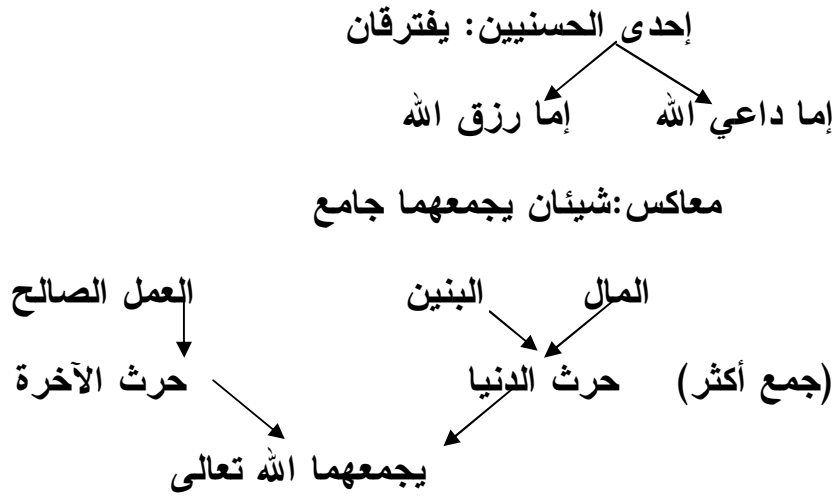 إحدى الحسنيين: يفترقان
إما داعي الله إما رزق الله
معاكس:شيئان يجمعهما جامع
المال البنين العمل الصالح
(جمع أكثر) حرث الدنيا حرث الآخرة
يجمعهما الله تعالى